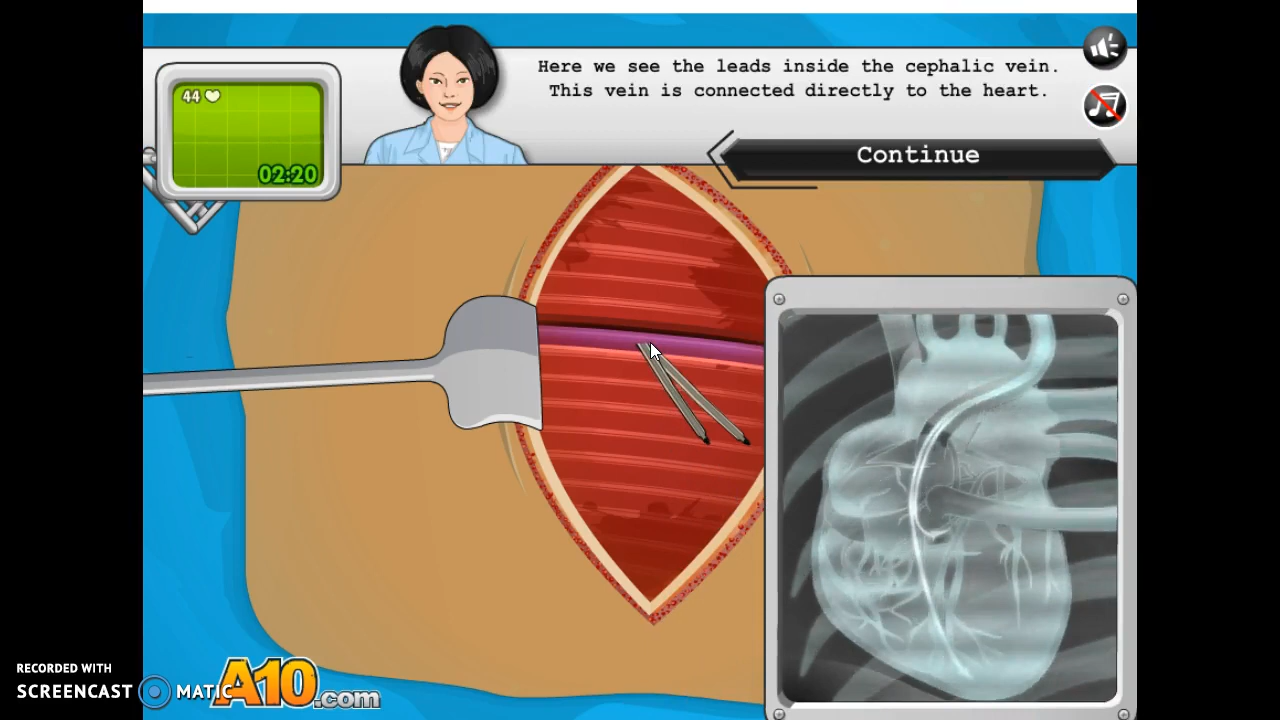 Here we see the leads inside the cephalic vein.
This vein is connected directly to the heart.
44
02:20
Continue
RECORDED WITH
SCREENCAST MATIC
A10.com